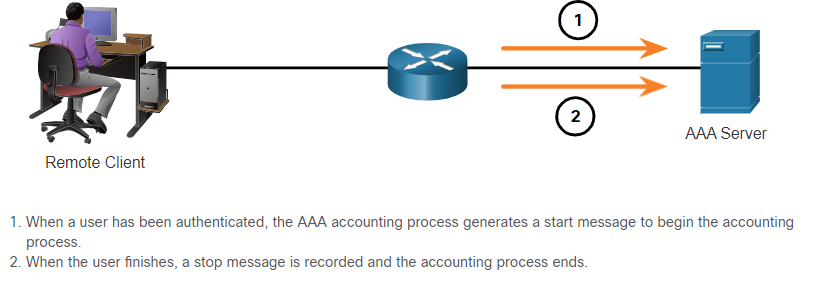 1
2
AAA Server
Remote Client
1. When a user has been authenticated, the AAA accounting process generates a start message to begin the accounting
process.
2. When the user finishes, a stop message is recorded and the accounting process ends.